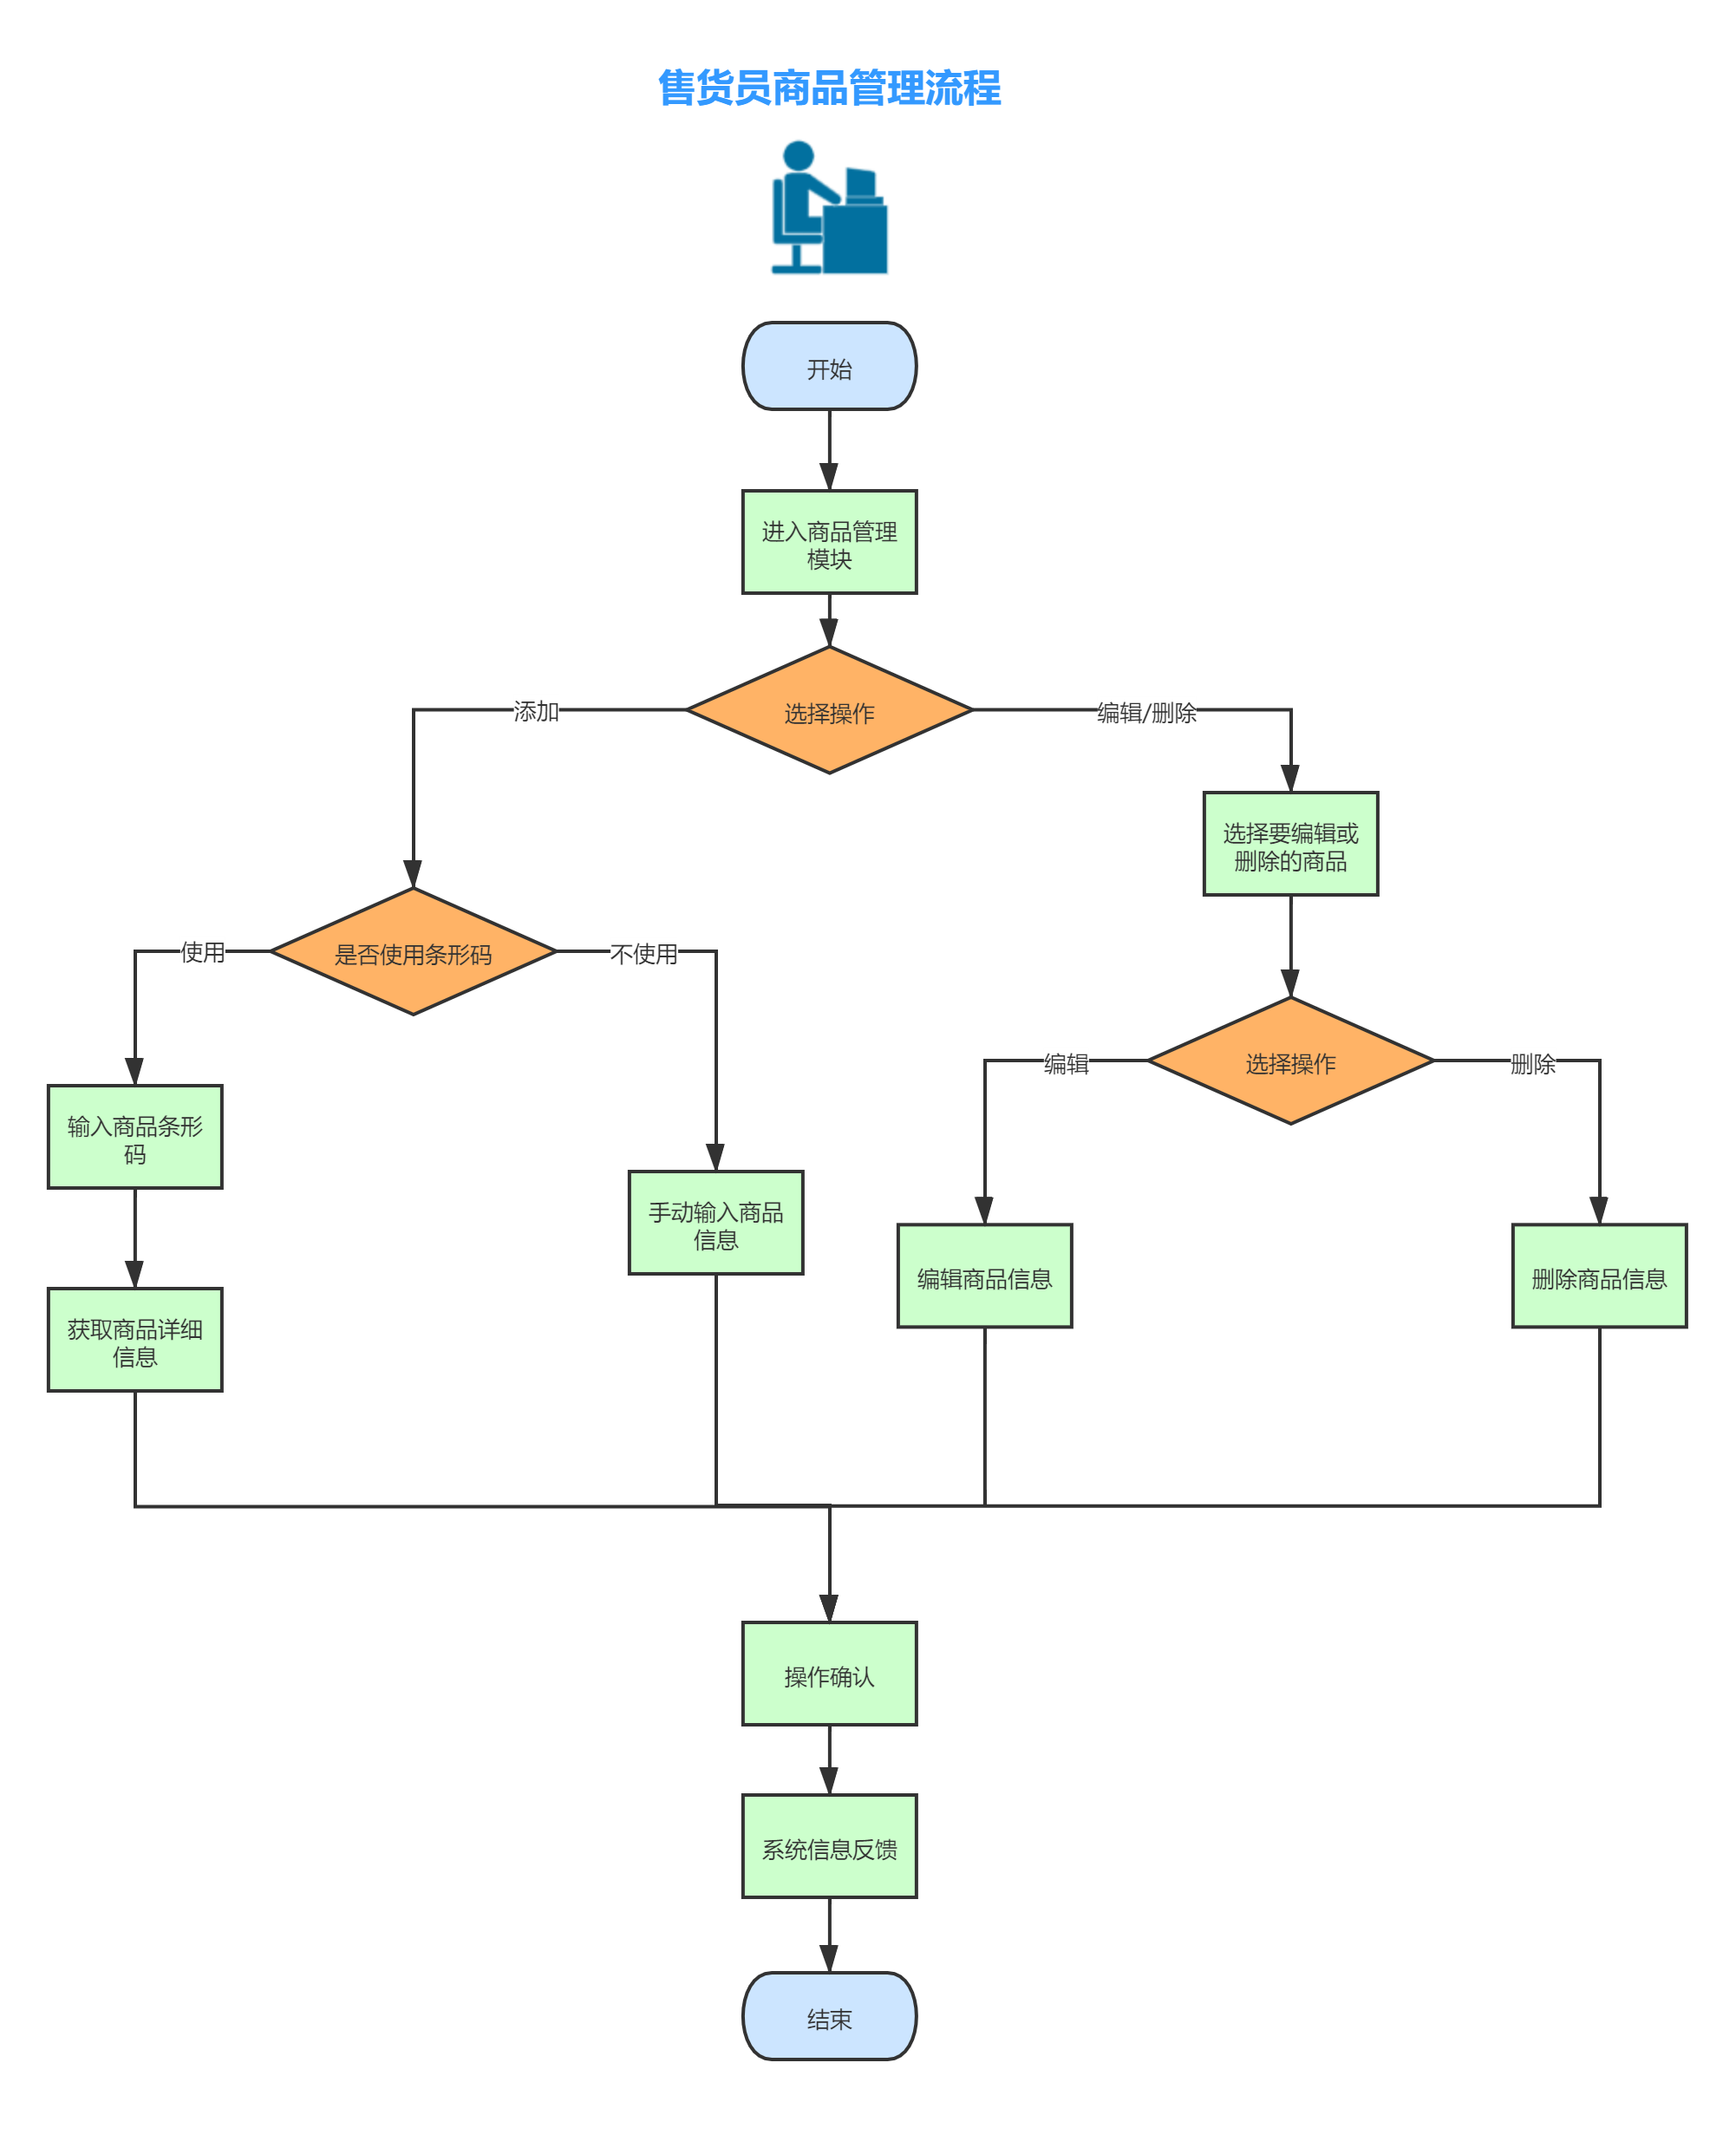 售货员商品管理流程
开始
进入商品管理
模块
选择操作
添加
编辑/删除
选择要编辑或
删除的商品
是否使用条形码
使用
不使用
选择操作
编辑
删除
输入商品条形
码
手动输入商品
信息
编辑商品信息
删除商品信息
获取商品详细
信息
操作确认
系统信息反馈
结束